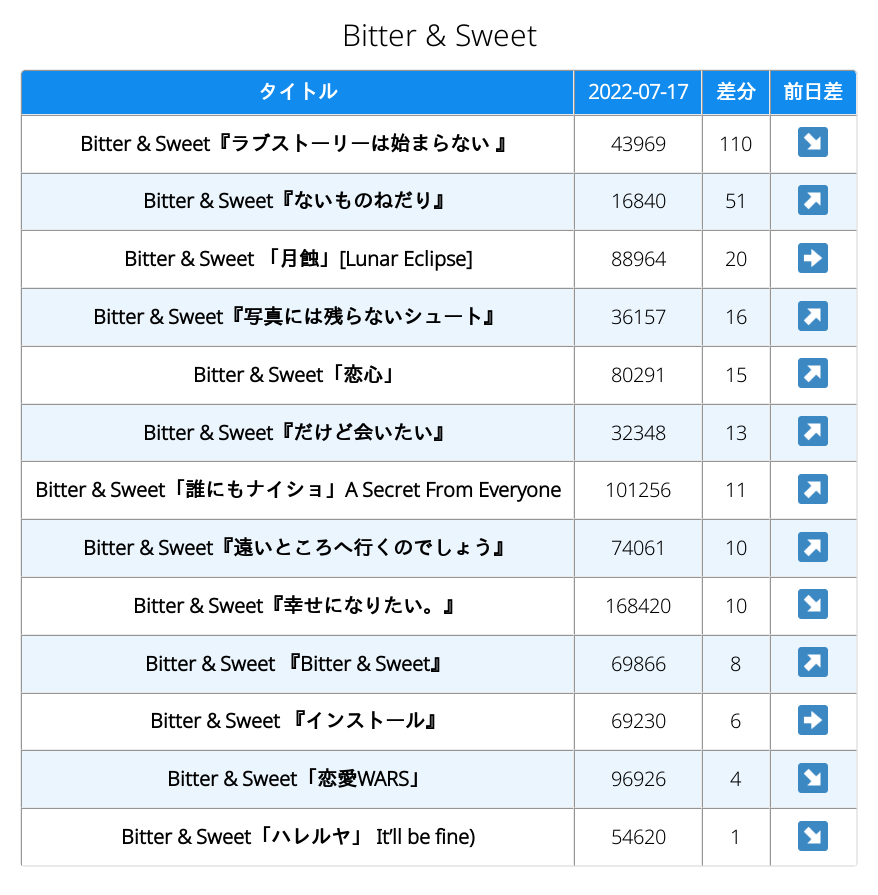 Bitter & Sweet
タイトル 2022-07-17 差分 前日差
Bitter & Sweet『ラブストーリーは始まらない 』 43969 110 ↘
Bitter & Sweet『ないものねだり』 16840 51 ↗
Bitter & Sweet 「月蝕」[Lunar Eclipse] 88964 20 ➡
Bitter & Sweet『写真には残らないシュート』 36157 16 ↗
Bitter & Sweet「恋心」 80291 15 ↗
Bitter & Sweet『だけど会いたい』 32348 13 ↗
Bitter & Sweet「誰にもナイショ」A Secret From Everyone 101256 11 ↗
Bitter & Sweet『遠いところへ行くのでしょう』 74061 10 ↗
Bitter & Sweet『幸せになりたい。』 168420 10 ↘
Bitter & Sweet 『Bitter & Sweet』 69866 8 ↗
Bitter & Sweet 『インストール』 69230 6 ➡
Bitter & Sweet「恋愛WARS」 96926 4 ↘
Bitter & Sweet「ハレルヤ」 It'll be fine) 54620 1 ↘